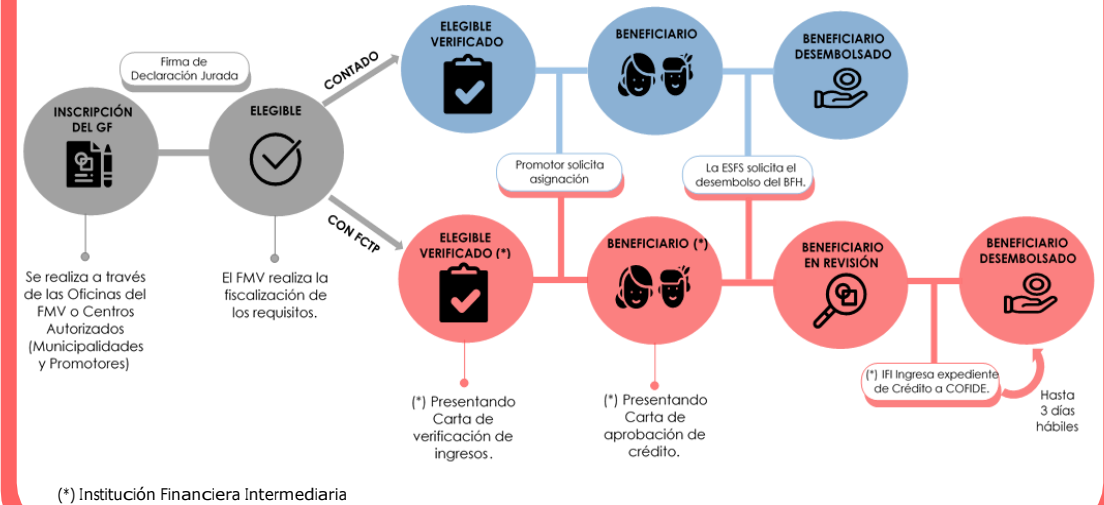 Firma de
Declaración Jurada
INSCRIPCIÓN
DEL GF
ELEGIBLE
CONTADO
CON FCTP
ELEGIBLE
VERIFICADO
BENEFICIARIO
BENEFICIARIO
DESEMBOLSADO
Promotor solicita
asignación
La ESFS solicita el
desembolso del BFH.
ELEGIBLE
VERIFICADO (*)
BENEFICIARIO (*)
BENEFICIARIO
EN REVISIÓN
BENEFICIARIO
DESEMBOLSADO
Se realiza a través
de las Oficinas del
FMV o Centros
Autorizados
(Municipalidades
y Promotores)
El FMV realiza la
fiscalización de
los requisitos.
(*) Presentando
Carta de
verificación de
ingresos.
(*) Presentando
Carta de
aprobación de
crédito.
(*) IFI Ingresa expediente
de Crédito a COFIDE.
Hasta
3 días
hábiles
(*) Institución Financiera Intermediaria